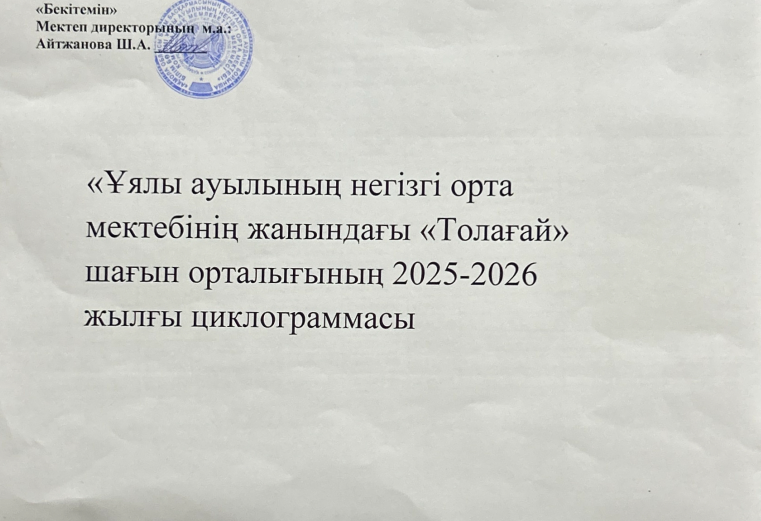 «Бекітемін»
Мектеп директорының м.а.:
Айтжанова Ш.А.
«Ұялы ауылының негізгі орта
мектебінің жанындағы «Толағай»
шағын орталығының 2025-2026
жылғы циклограммасы